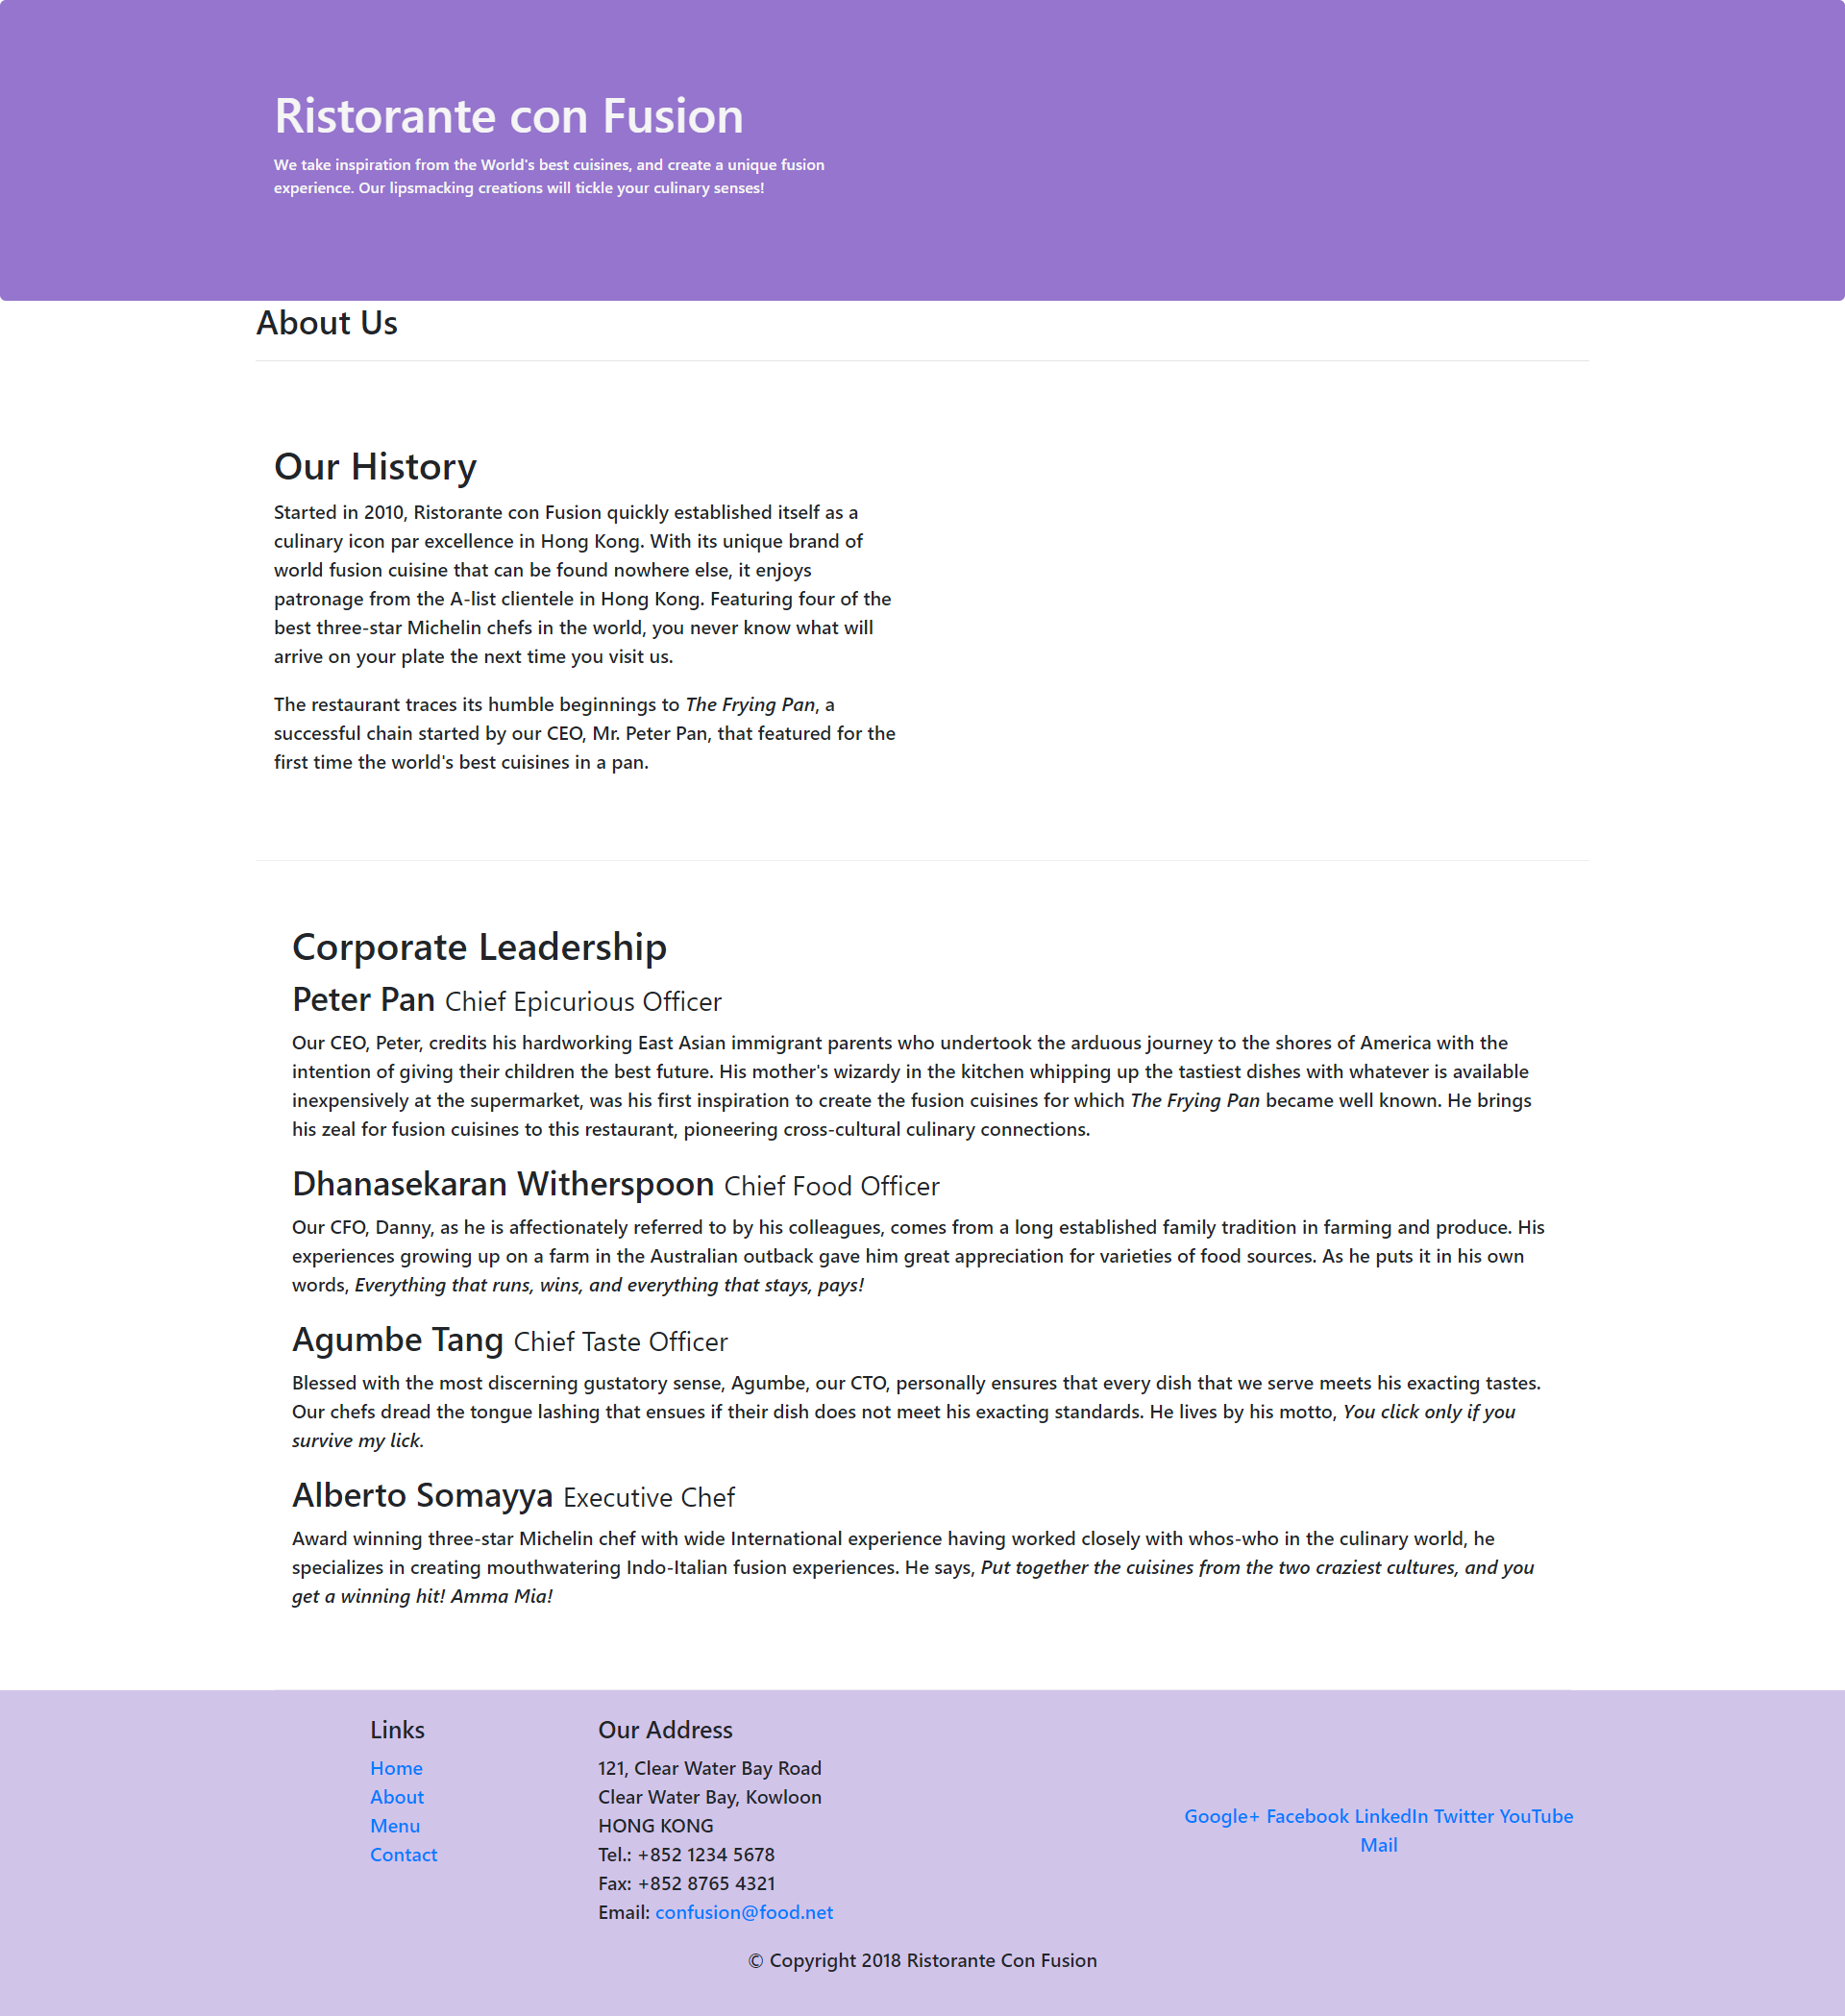 Ristorante con Fusion
We take inspiration from the World's best cuisines, and create a unique fusion
experience. Our lipsmacking creations will tickle your culinary senses!
About Us
Our History
Started in 2010, Ristorante con Fusion quickly established itself as a
culinary icon par excellence in Hong Kong. With its unique brand of
world fusion cuisine that can be found nowhere else, it enjoys
patronage from the A-list clientele in Hong Kong. Featuring four of the
best three-star Michelin chefs in the world, you never know what will
arrive on your plate the next time you visit us.
The restaurant traces its humble beginnings to The Frying Pan, a
successful chain started by our CEO, Mr. Peter Pan, that featured for the
first time the world's best cuisines in a pan.
Corporate Leadership
Peter Pan Chief Epicurious Officer
Our CEO, Peter, credits his hardworking East Asian immigrant parents who undertook the arduous journey to the shores of America with the
intention of giving their children the best future. His mother's wizardy in the kitchen whipping up the tastiest dishes with whatever is available
inexpensively at the supermarket, was his first inspiration to create the fusion cuisines for which The Frying Pan became well known. He brings
his zeal for fusion cuisines to this restaurant, pioneering cross-cultural culinary connections.
Dhanasekaran Witherspoon Chief Food Officer
Our CFO, Danny, as he is affectionately referred to by his colleagues, comes from a long established family tradition in farming and produce. His
experiences growing up on a farm in the Australian outback gave him great appreciation for varieties of food sources. As he puts it in his own
words, Everything that runs, wins, and everything that stays, pays!
Agumbe Tang Chief Taste Officer
Blessed with the most discerning gustatory sense, Agumbe, our CTO, personally ensures that every dish that we serve meets his exacting tastes.
Our chefs dread the tongue lashing that ensues if their dish does not meet his exacting standards. He lives by his motto, You click only if you
survive my lick.
Alberto Somayya Executive Chef
Award winning three-star Michelin chef with wide International experience having worked closely with whos-who in the culinary world, he
specializes in creating mouthwatering Indo-Italian fusion experiences. He says, Put together the cuisines from the two craziest cultures, and you
get a winning hit! Amma Mia!
Links
Home
About
Menu
Contact
Our Address
121, Clear Water Bay Road
Clear Water Bay, Kowloon
HONG KONG
Tel.: +852 1234 5678
Fax: +852 8765 4321
Email: confusion@food.net
Google+ Facebook LinkedIn Twitter YouTube
Mail
© Copyright 2018 Ristorante Con Fusion